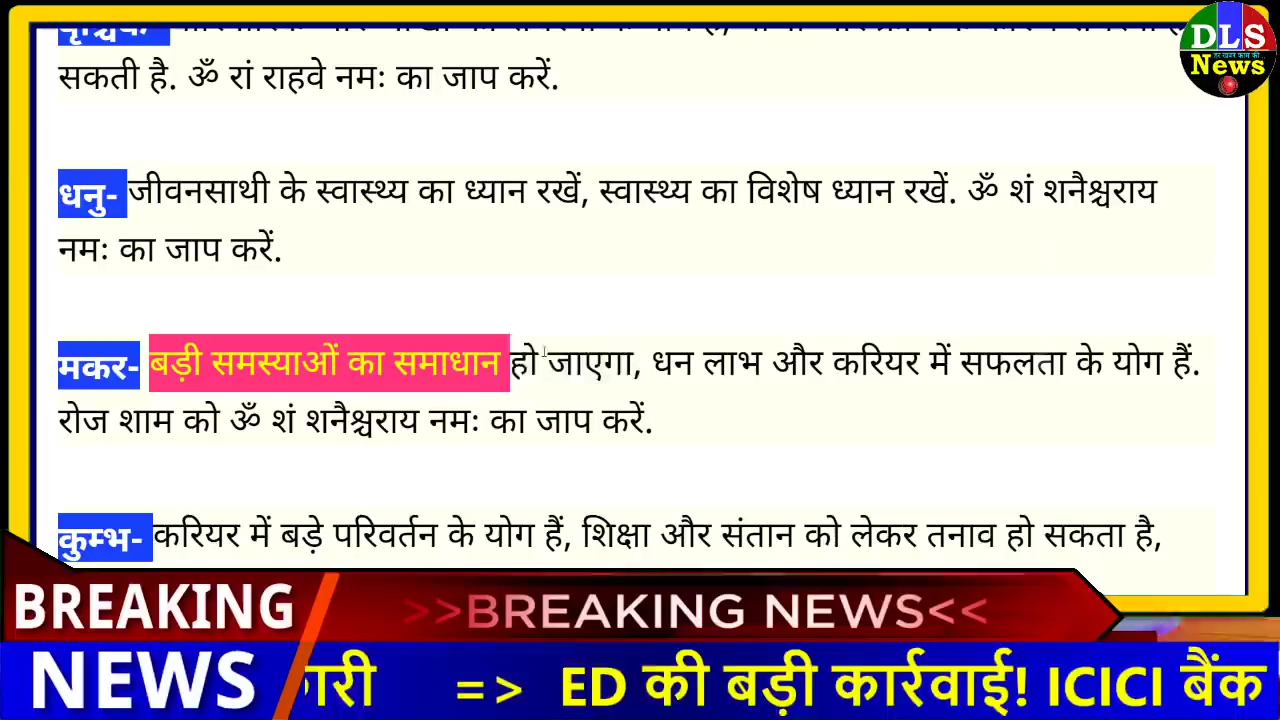 वृश्चिक-
सकती है. ॐ रां राहवे नमः का जाप करें.
धनु- जीवनसाथी के स्वास्थ्य का ध्यान रखें, स्वास्थ्य का विशेष ध्यान रखें. ॐ शं शनैश्चराय
नमः का जाप करें.
मकर- बड़ी समस्याओं का समाधान हो जाएगा, धन लाभ और करियर में सफलता के योग हैं.
रोज शाम को ॐ शं शनैश्चराय नमः का जाप करें.
कुम्भ- करियर में बड़े परिवर्तन के योग हैं, शिक्षा और संतान को लेकर तनाव हो सकता है,
DLS
हर खबर काम की..
News
BREAKING
NEWS
>>BREAKING NEWS<<
=> ED की बड़ी कार्रवाई! ICICI बैंक